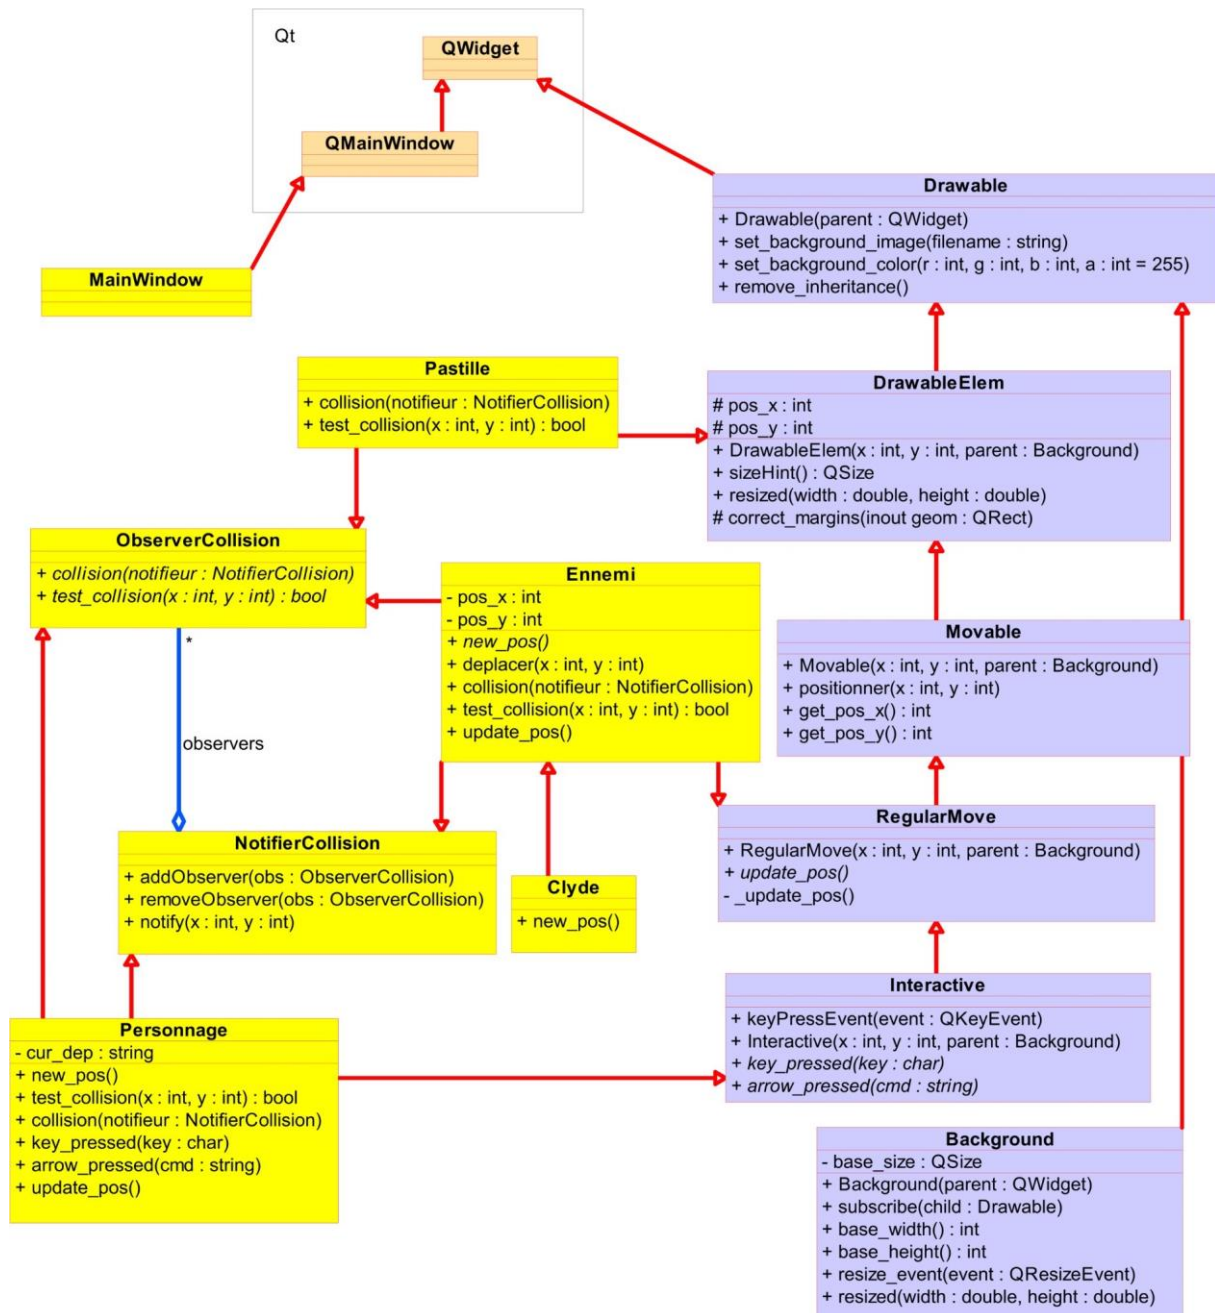 Qt
QWidget
QMainWindow
MainWindow
Drawable
+ Drawable(parent : QWidget)
+ set_background_image(filename : string)
+ set_background_color(r : int, g : int, b : int, a : int = 255)
+ remove_inheritance()
Pastille
+ collision(notifieur : NotifierCollision)
+ test_collision(x : int, y : int) : bool
DrawableElem
# pos_x : int
# pos_y : int
+ DrawableElem(x : int, y : int, parent : Background)
+ sizeHint() : QSize
+ resized(width : double, height : double)
# correct_margins(inout geom : QRect)
ObserverCollision
+ collision(notifieur : NotifierCollision)
+ test_collision(x : int, y : int) : bool
*
observers
Ennemi
- pos_x : int
- pos_y : int
+ new_pos()
+ deplacer(x : int, y : int)
+ collision(notifieur : NotifierCollision)
+ test_collision(x : int, y : int) : bool
+ update_pos()
Movable
+ Movable(x : int, y : int, parent : Background)
+ positionner(x : int, y : int)
+ get_pos_x() : int
+ get_pos_y() : int
NotifierCollision
+ addObserver(obs : ObserverCollision)
+ removeObserver(obs : ObserverCollision)
+ notify(x : int, y : int)
Clyde
+ new_pos()
RegularMove
+ RegularMove(x : int, y : int, parent : Background)
+ update_pos()
- _update_pos()
Interactive
+ keyPressEvent(event : QKeyEvent)
+ Interactive(x : int, y : int, parent : Background)
+ key_pressed(key : char)
+ arrow_pressed(cmd : string)
Personnage
- cur_dep : string
+ new_pos()
+ test_collision(x : int, y : int) : bool
+ collision(notifieur : NotifierCollision)
+ key_pressed(key : char)
+ arrow_pressed(cmd : string)
+ update_pos()
Background
- base_size : QSize
+ Background(parent : QWidget)
+ subscribe(child : Drawable)
+ base_width() : int
+ base_height() : int
+ resize_event(event : QResizeEvent)
+ resized(width : double, height : double)